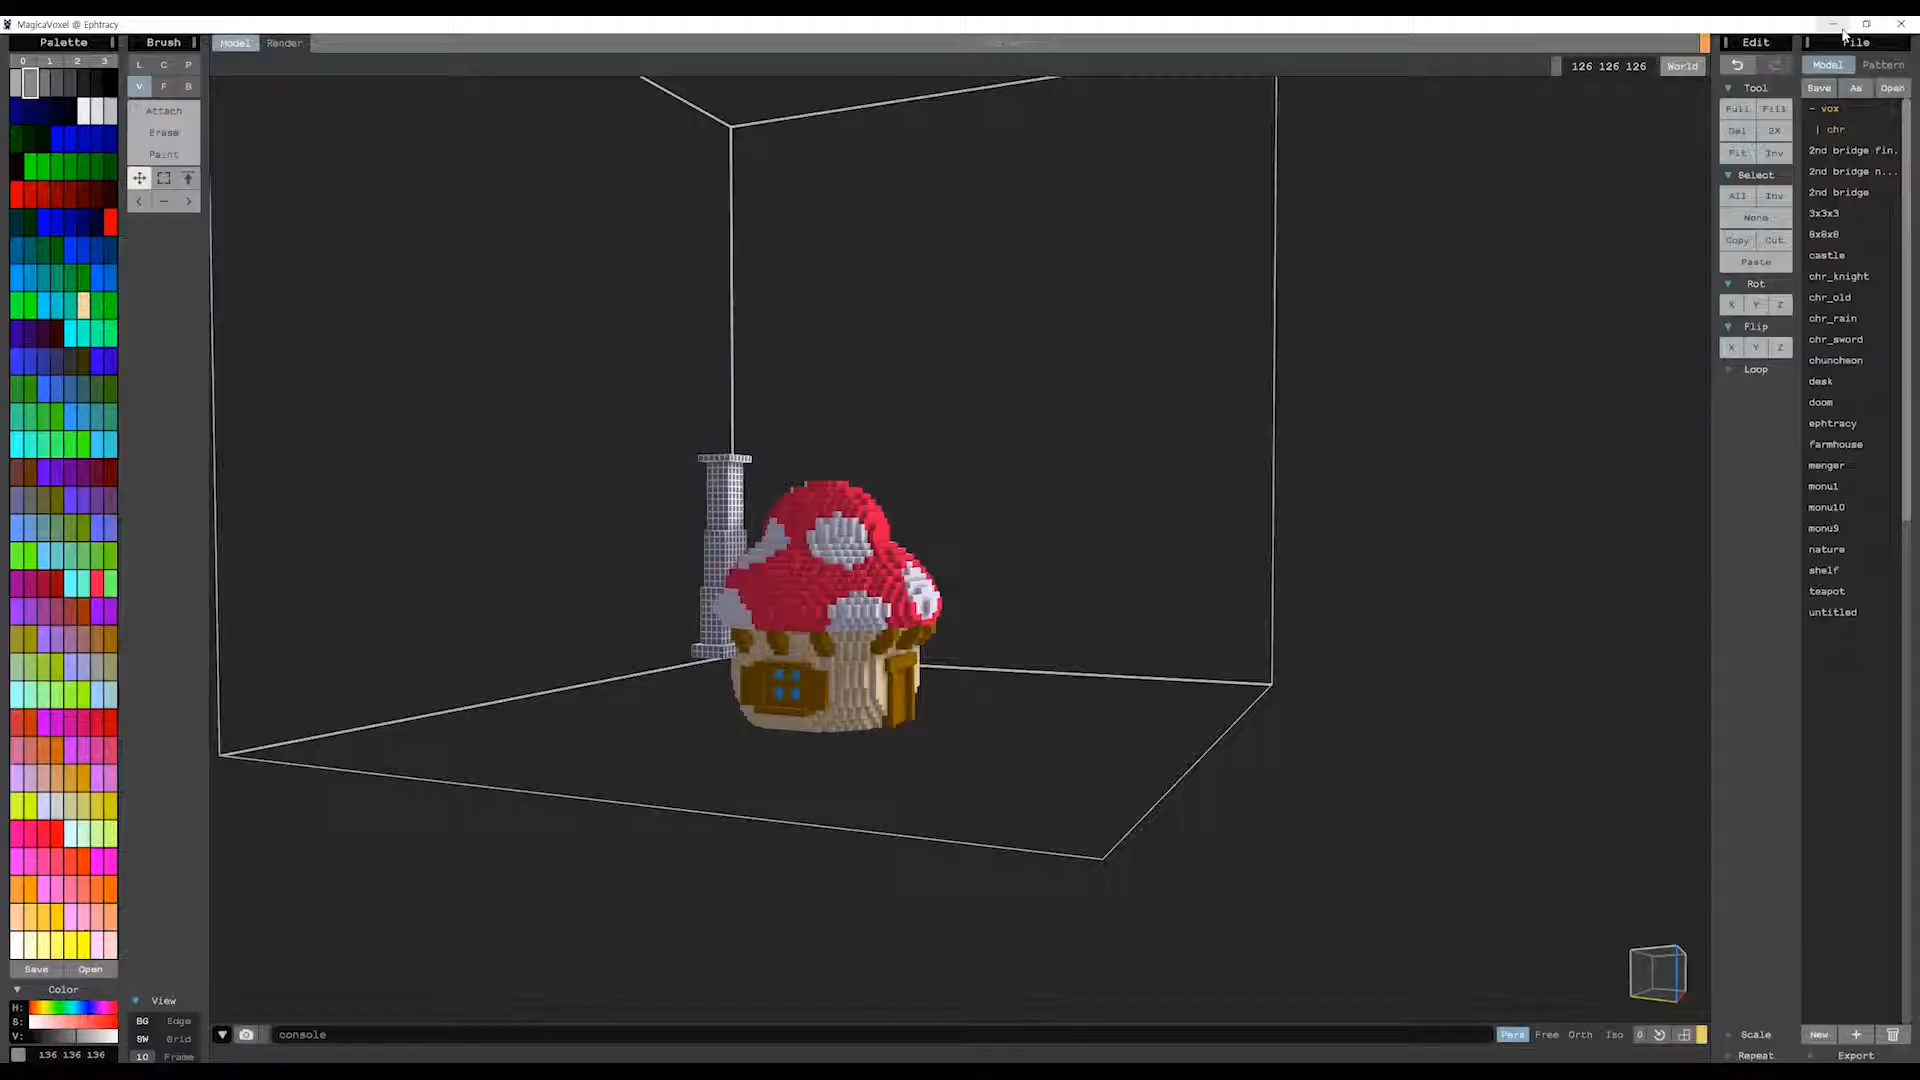 MagicaVoxel @ Ephtracy
Palette
Brush
Model Render
Edit
File
0 1 2 3
L C P
126 126 126 World
Model Pattern
V F B
Tool
Save As Open
Attach
Full Fill
- vox
Erase
Del 2X
| chr
Paint
Fit Inv
2nd bridge fin.
Select
2nd bridge n...
All Inv
2nd bridge
None
3x3x3
Copy Cut
8x8x8
Paste
castle
Rot
chr_knight
X Y Z
chr_old
Flip
chr_rain
X Y Z
chr_sword
Loop
chuncheon
desk
doom
ephtracy
farmhouse
menger
monu1
monu10
monu9
nature
shelf
teapot
untitled
Save Open
Color
View
H:
S:
BG Edge
V:
SW Grid
console
Pers Free Orth Iso 0
Scale
New +
136 136 136
IO Frame
Repeat
Export